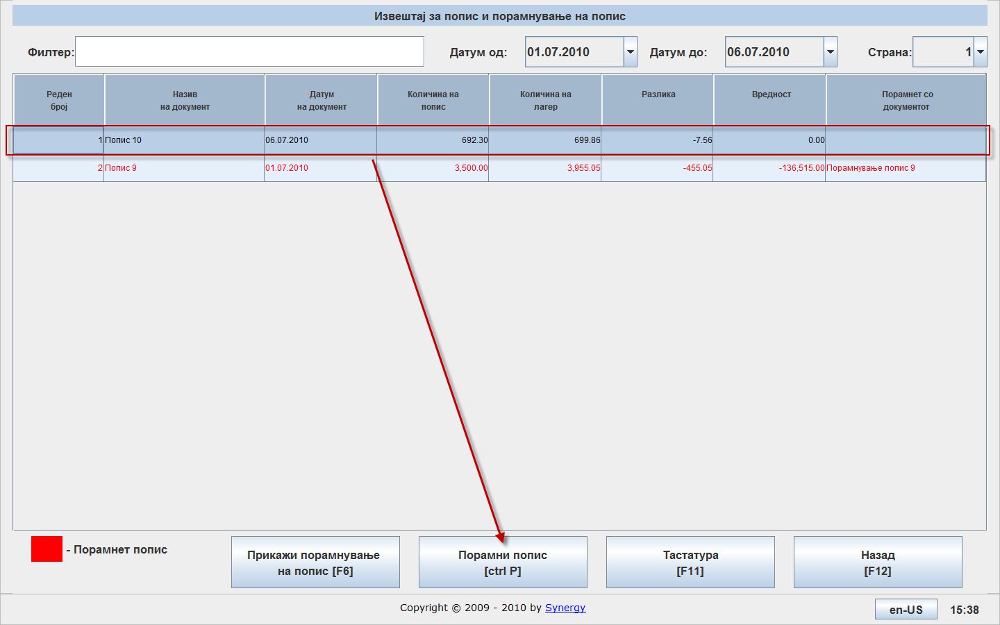 Извештај за попис и порамнување на попис
Филтер: Датум од: 01.07.2010 Датум до: 06.07.2010 Страна: 1
Реден број Назив на документ Датум на документ Количина на попис Количина на лагер Разлика Вредност Порамнет со документот
1 Попис 10 06.07.2010 692.30 699.86 -7.56 0.00
2 Попис 9 01.07.2010 3,500.00 3,955.05 -455.05 -136,515.00 Порамнување попис 9
- Порамнет попис
Прикажи порамнување
на попис [F6]
Порамни попис
[ctrl P]
Тастатура
[F11]
Назад
[F12]
Copyright © 2009 - 2010 by Synergy
en-US 15:38